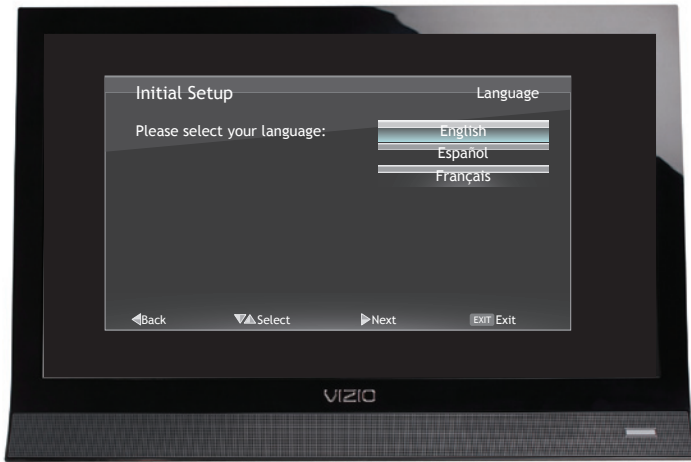 Initial Setup
Language
Please select your language:
English
Español
Français
Back
Select
Next
EXIT Exit
VIZIO